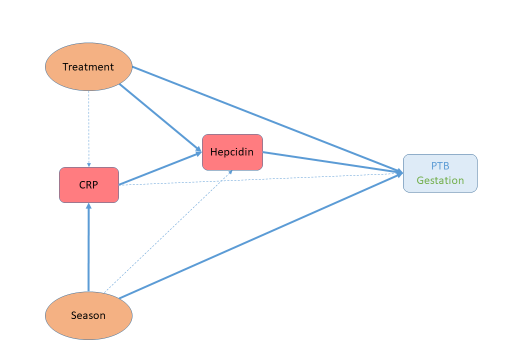 Treatment
Hepcidin
PTB
Gestation
CRP
Season